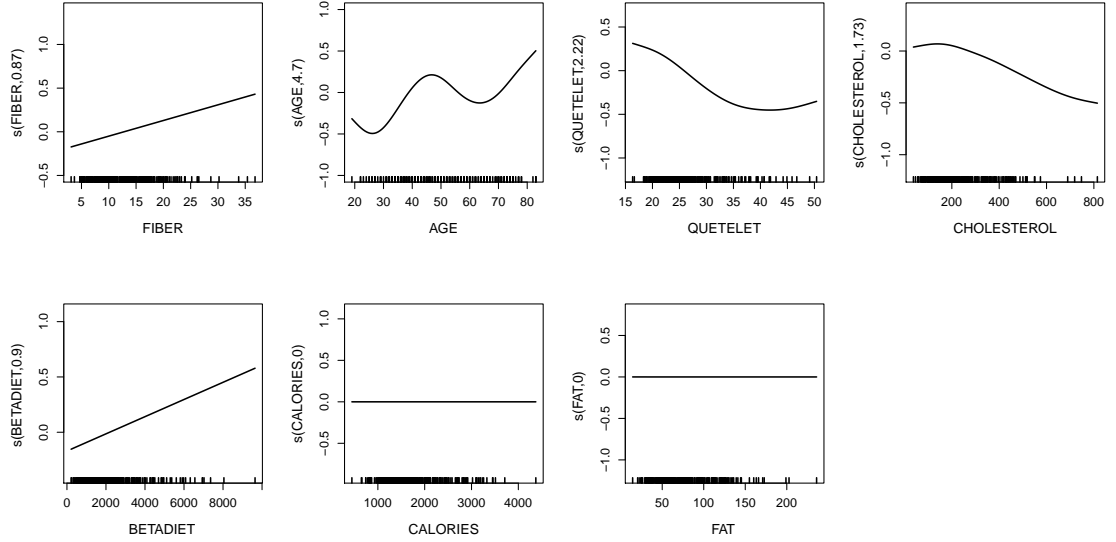 s(FIBER,0.87)
−0.5 0.0 0.5 1.0
5 10 15 20 25 30 35
FIBER
s(AGE,4.7)
−1.0 −0.5 0.0 0.5 1.0
20 30 40 50 60 70 80
AGE
s(QUETELET,2.22)
−1.0 −0.5 0.0 0.5
15 20 25 30 35 40 45 50
QUETELET
s(CHOLESTEROL,1.73)
−1.0 −0.5 0.0
200 400 600 800
CHOLESTEROL
s(BETADIET,0.9)
0.0 0.5 1.0
0 2000 4000 6000 8000
BETADIET
s(CALORIES,0)
−0.5 0.0 0.5 1.0
1000 2000 3000 4000
CALORIES
s(FAT,0)
−1.0 −0.5 0.0 0.5
50 100 150 200
FAT